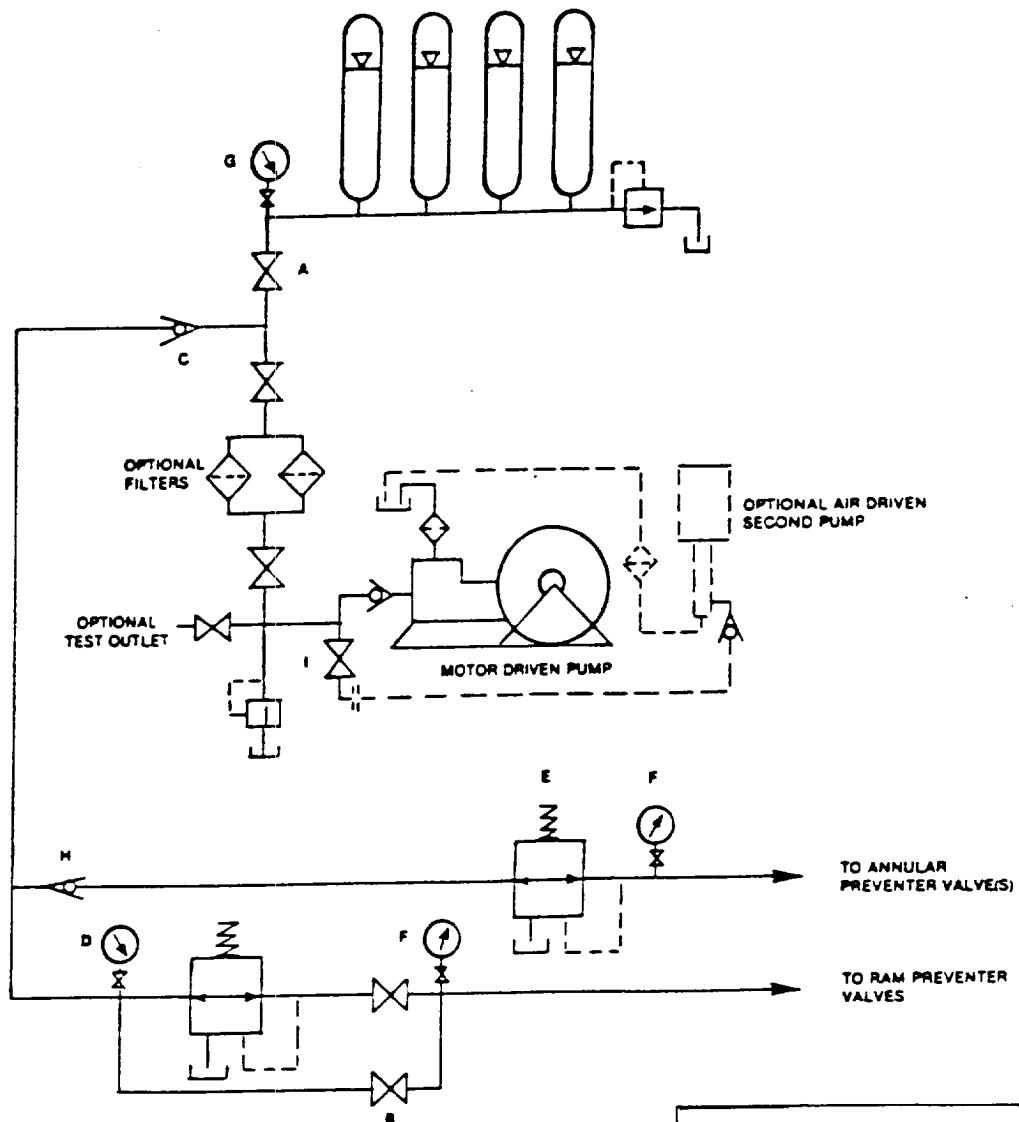 G
A
C
OPTIONAL
FILTERS
OPTIONAL AIR DRIVEN
SECOND PUMP
OPTIONAL
TEST OUTLET
I
MOTOR DRIVEN PUMP
E
F
H
TO ANNULAR
PREVENTER VALVE(S)
D
F
TO RAM PREVENTER
VALVES